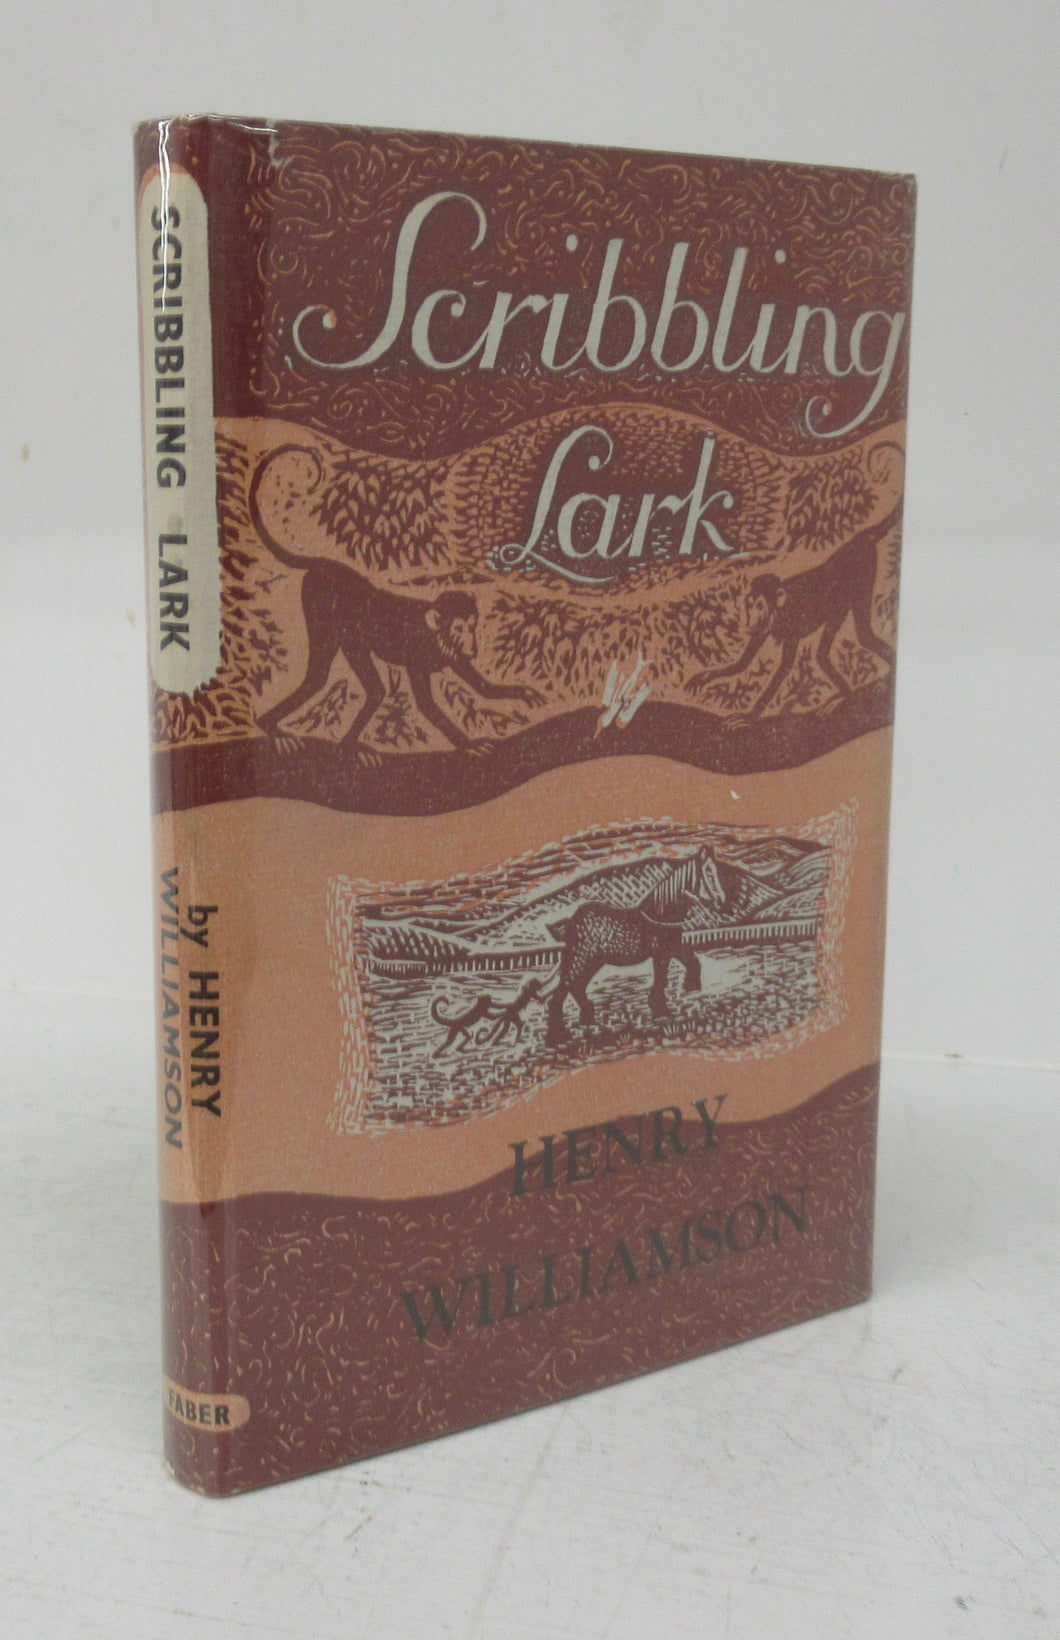 SCRIBBLING LARK
by HENRY
WILLIAMSON
FABER
Scribbling
Lark
HENRY
WILLIAMSON